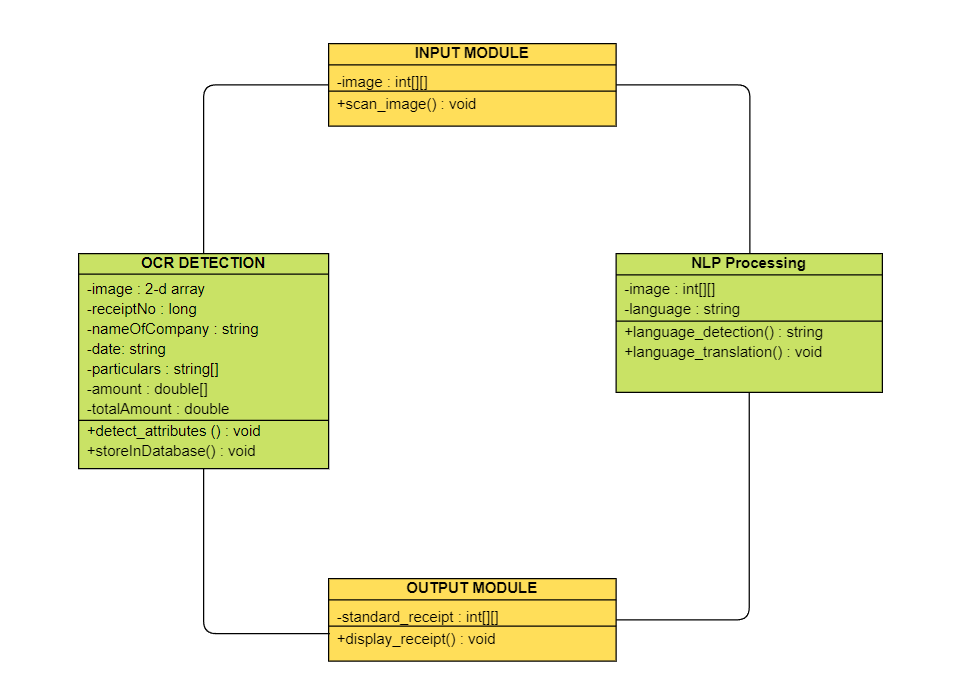 INPUT MODULE
-image : int[][]
+scan_image() : void
OCR DETECTION
-image : 2-d array
-receiptNo : long
-nameOfCompany : string
-date: string
-particulars : string[]
-amount : double[]
-totalAmount : double
+detect_attributes () : void
+storeInDatabase() : void
NLP Processing
-image : int[][]
-language : string
+language_detection() : string
+language_translation() : void
OUTPUT MODULE
-standard_receipt : int[][]
+display_receipt() : void